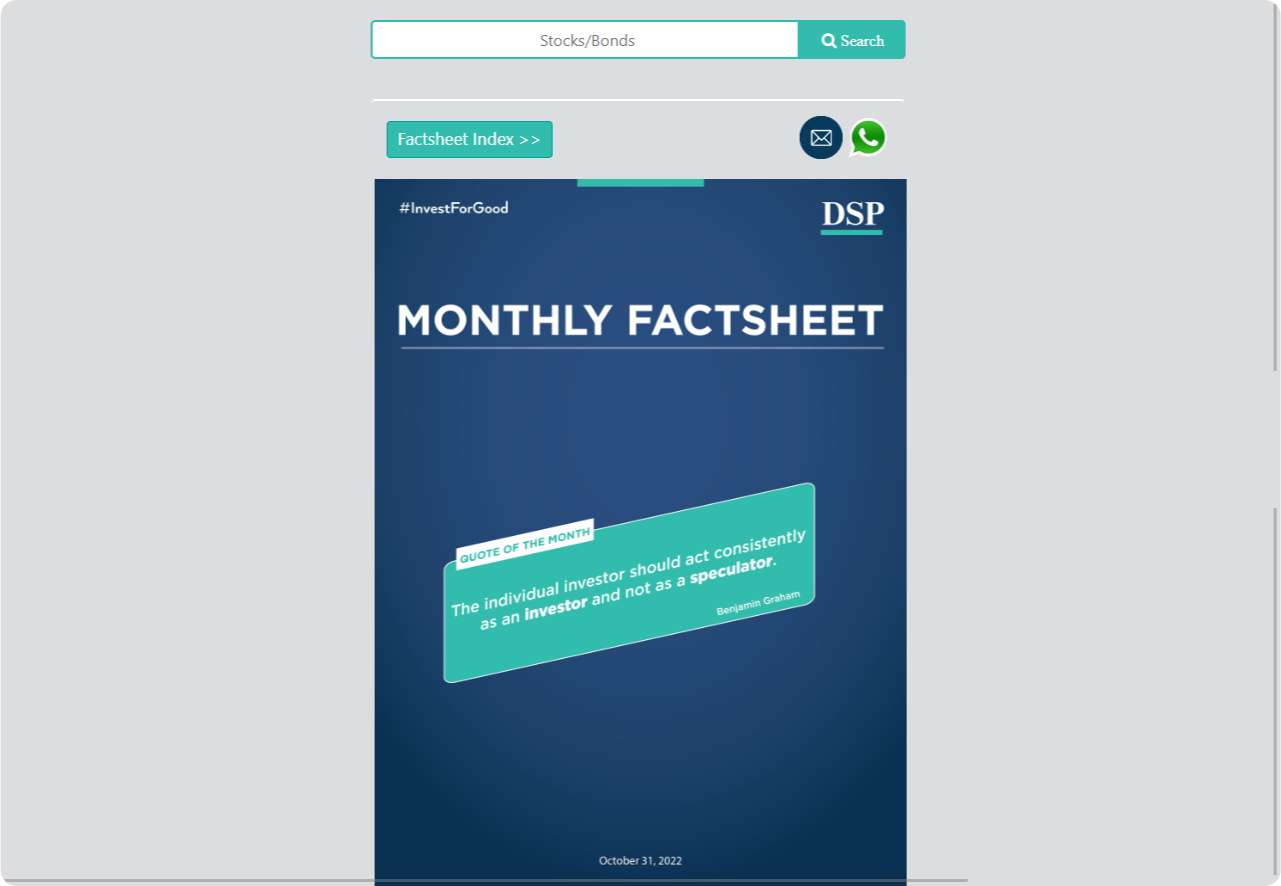 Stocks/Bonds
Search
Factsheet Index >>
#InvestForGood
DSP
MONTHLY FACTSHEET
QUOTE OF THE MONTH
The individual investor should act consistently
as an investor and not as a speculator.
Benjamin Graham
October 31, 2022